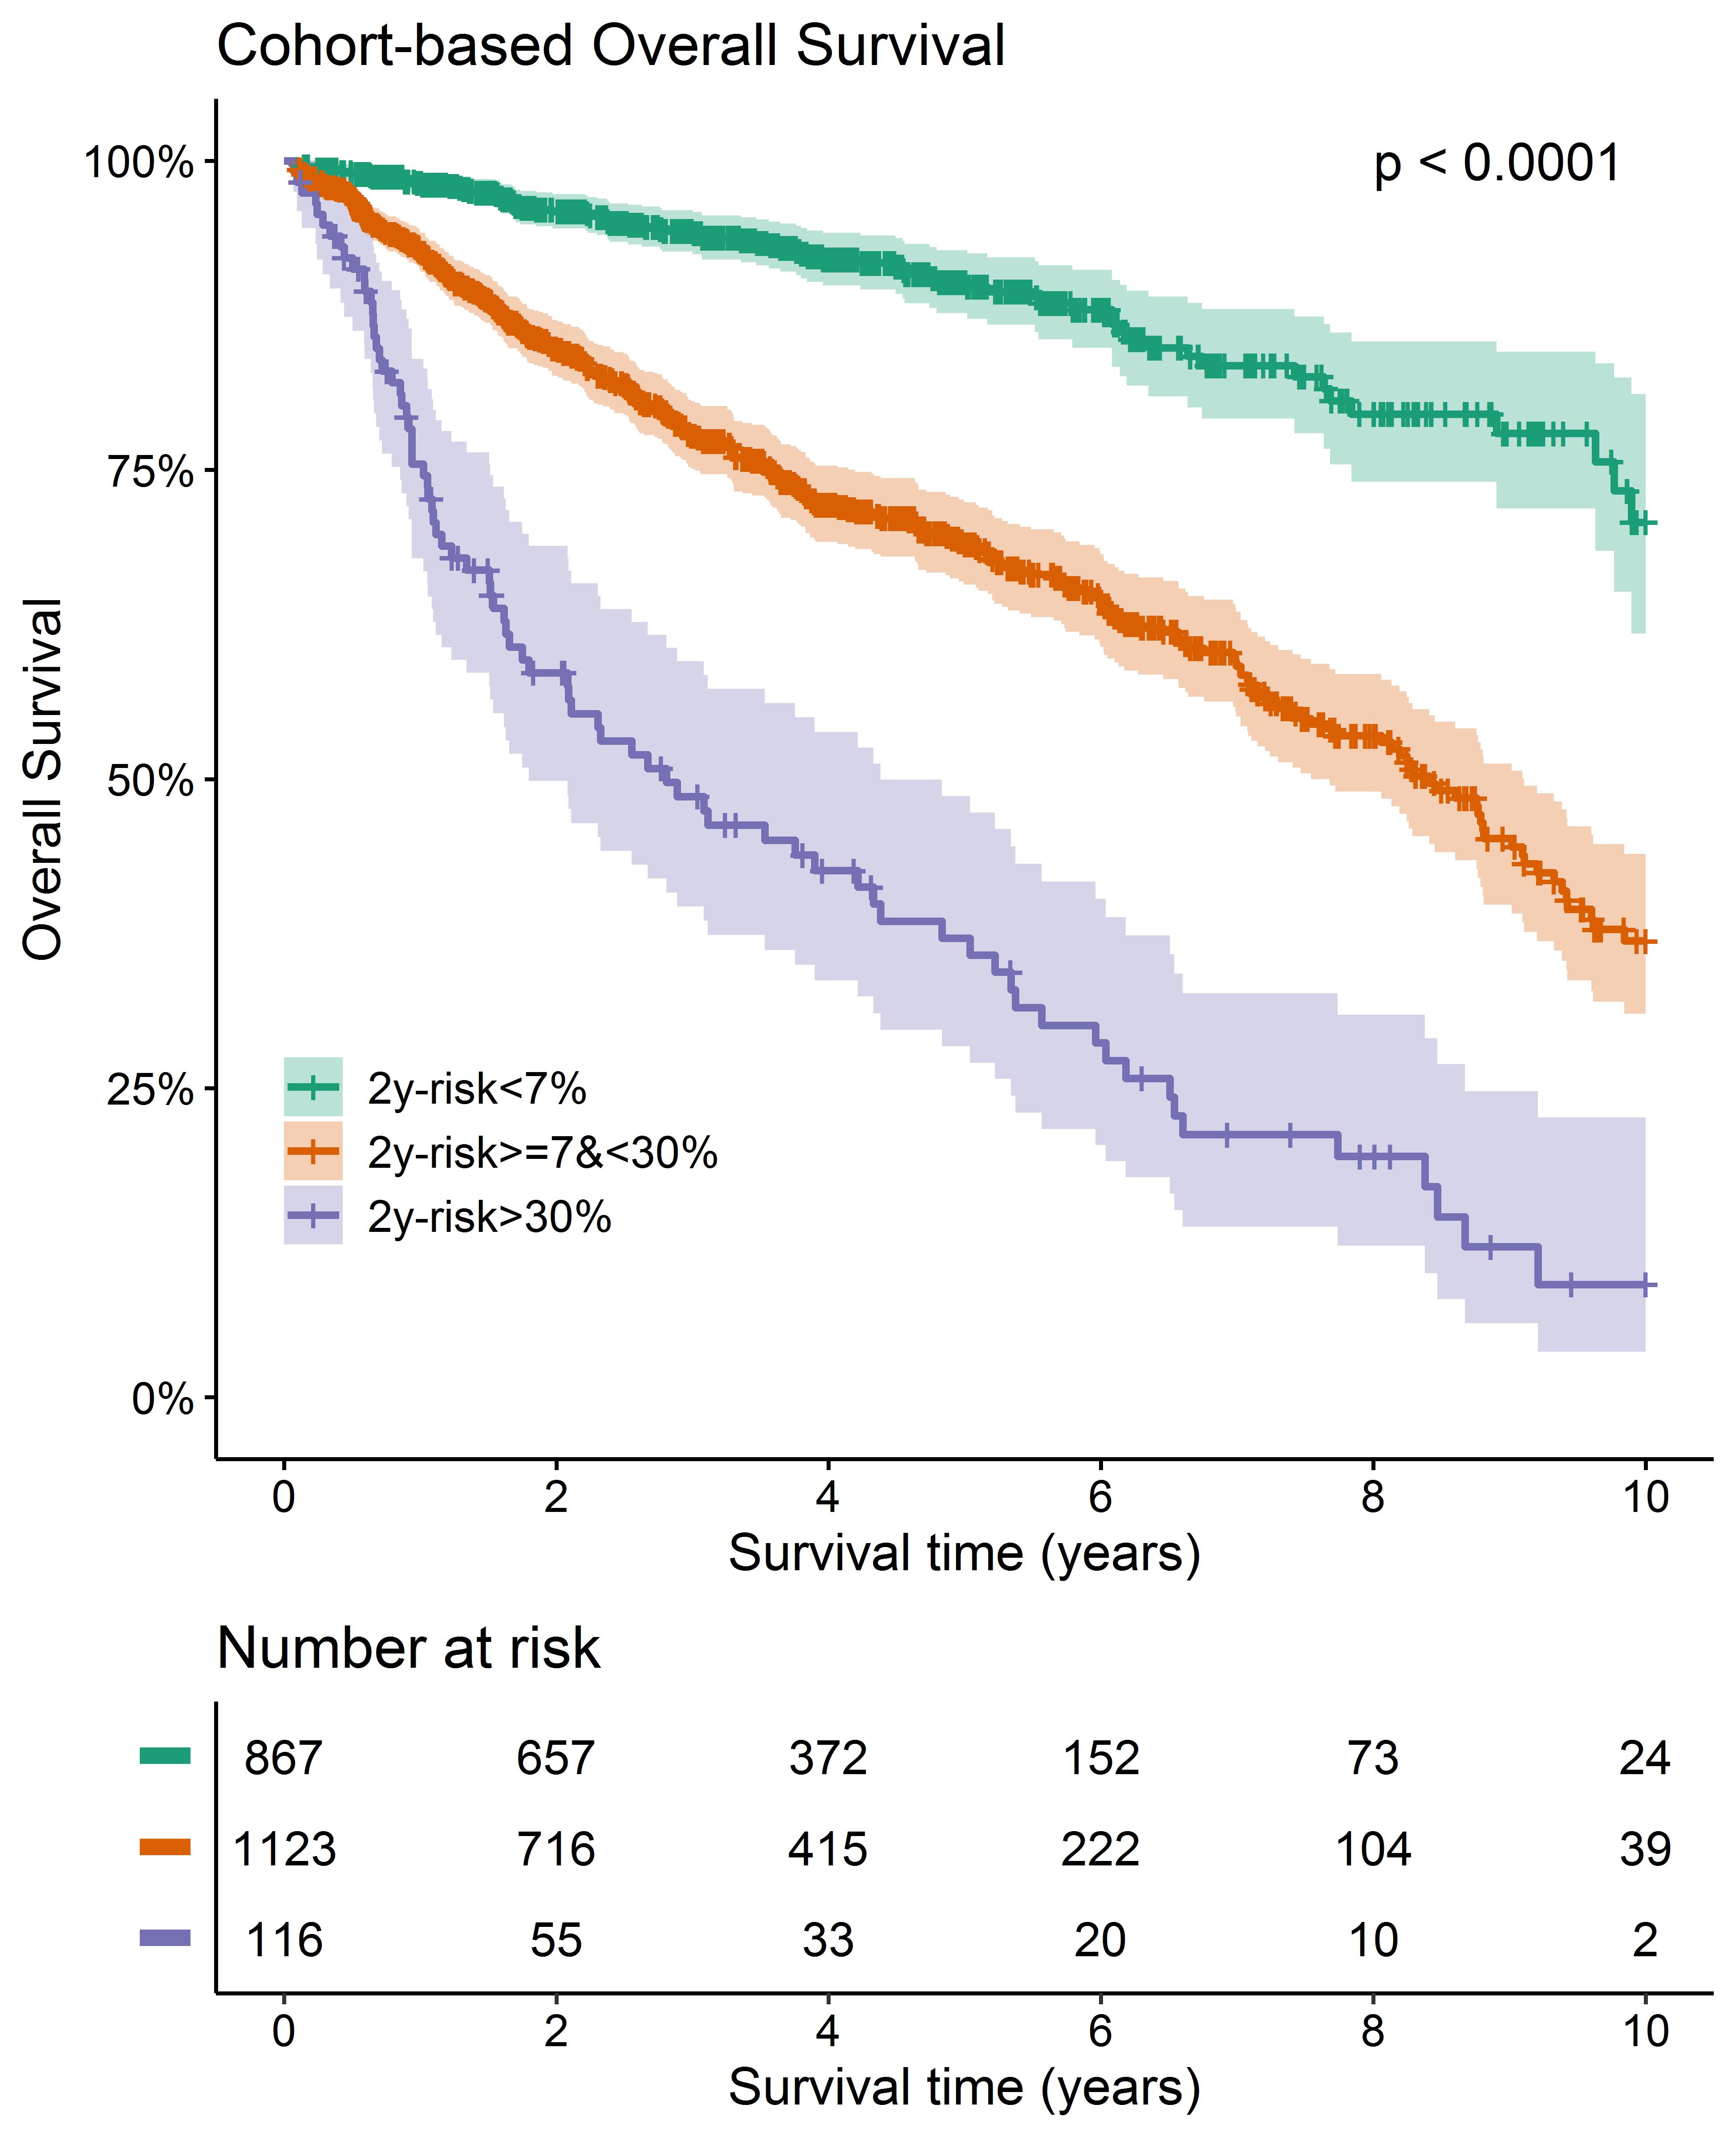 Cohort-based Overall Survival
p < 0.0001
100%
75%
50%
25%
0%
Overall Survival
2y-risk<7%
2y-risk>=7&<30%
2y-risk>30%
0 2 4 6 8 10
Survival time (years)
Number at risk
867 657 372 152 73 24
1123 716 415 222 104 39
116 55 33 20 10 2
0 2 4 6 8 10
Survival time (years)